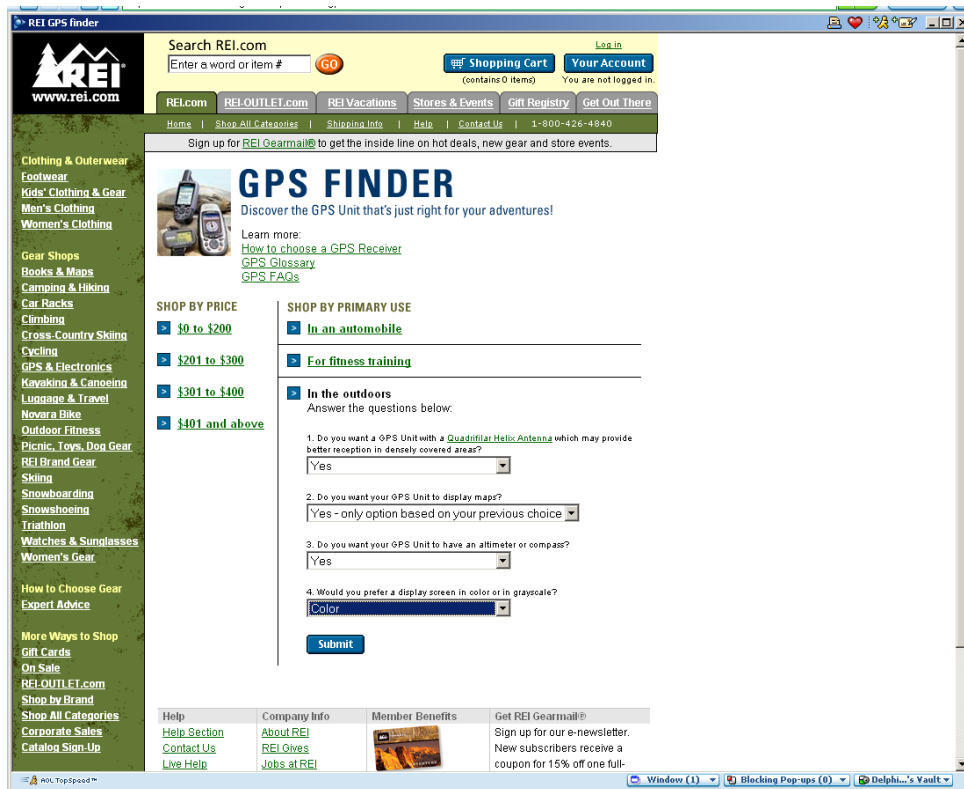 REI GPS finder
REI
www.rei.com
Search REI.com
Enter a word or item #
GO
Log in
Shopping Cart
Your Account
(contains 0 items)
You are not logged in.
REI.com
REI-OUTLET.com
REI Vacations
Stores & Events
Gift Registry
Get Out There
Home | Shop All Categories | Shipping Info | Help | Contact Us | 1-800-426-4840
Sign up for REI Gearmail® to get the inside line on hot deals, new gear and store events.
Clothing & Outerwear
Footwear
Kids' Clothing & Gear
Men's Clothing
Women's Clothing
Gear Shops
Books & Maps
Camping & Hiking
Car Racks
Climbing
Cross-Country Skiing
Cycling
GPS & Electronics
Kayaking & Canoeing
Luggage & Travel
Novara Bike
Outdoor Fitness
Picnic, Toys, Dog Gear
REI Brand Gear
Skiing
Snowboarding
Snowshoeing
Triathlon
Watches & Sunglasses
Women's Gear
How to Choose Gear
Expert Advice
More Ways to Shop
Gift Cards
On Sale
REI-OUTLET.com
Shop by Brand
Shop All Categories
Corporate Sales
Catalog Sign-Up
GPS FINDER
Discover the GPS Unit that's just right for your adventures!
Learn more:
How to choose a GPS Receiver
GPS Glossary
GPS FAQs
SHOP BY PRICE
$0 to $200
$201 to $300
$301 to $400
$401 and above
SHOP BY PRIMARY USE
In an automobile
For fitness training
In the outdoors
Answer the questions below:
1. Do you want a GPS Unit with a Quadrifilar Helix Antenna which may provide
better reception in densely covered areas?
Yes
2. Do you want your GPS Unit to display maps?
Yes - only option based on your previous choice
3. Do you want your GPS Unit to have an altimeter or compass?
Yes
4. Would you prefer a display screen in color or in grayscale?
Color
Submit
Help
Help Section
Contact Us
Live Help
Company Info
About REI
REI Gives
Jobs at REI
Member Benefits
Get REI Gearmail®
Sign up for our e-newsletter.
New subscribers receive a
coupon for 15% off one full-
AOL TopSpeed™
Window (1)
Blocking Pop-ups (0)
Delphi...'s Vault